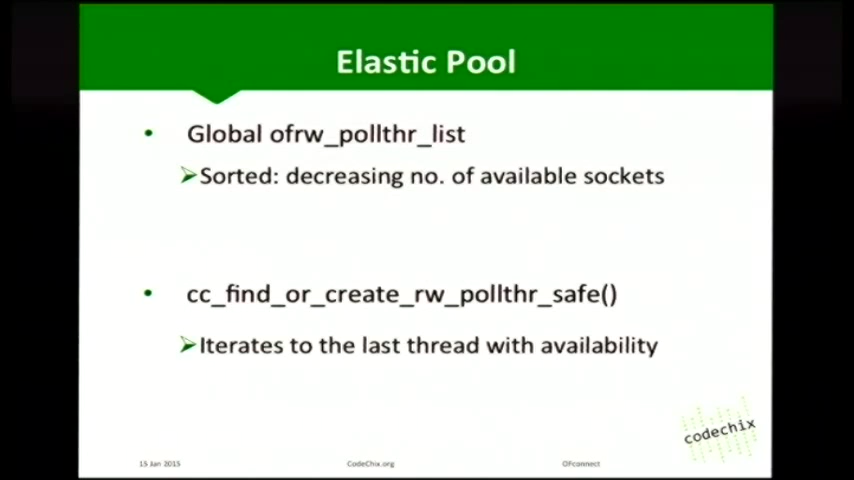 Elastic Pool
• Global ofrw_pollthr_list
➢Sorted: decreasing no. of available sockets
• cc_find_or_create_rw_pollthr_safe()
➢Iterates to the last thread with availability
codechix
15 Jan 2015 CodeChix.org OFconnect